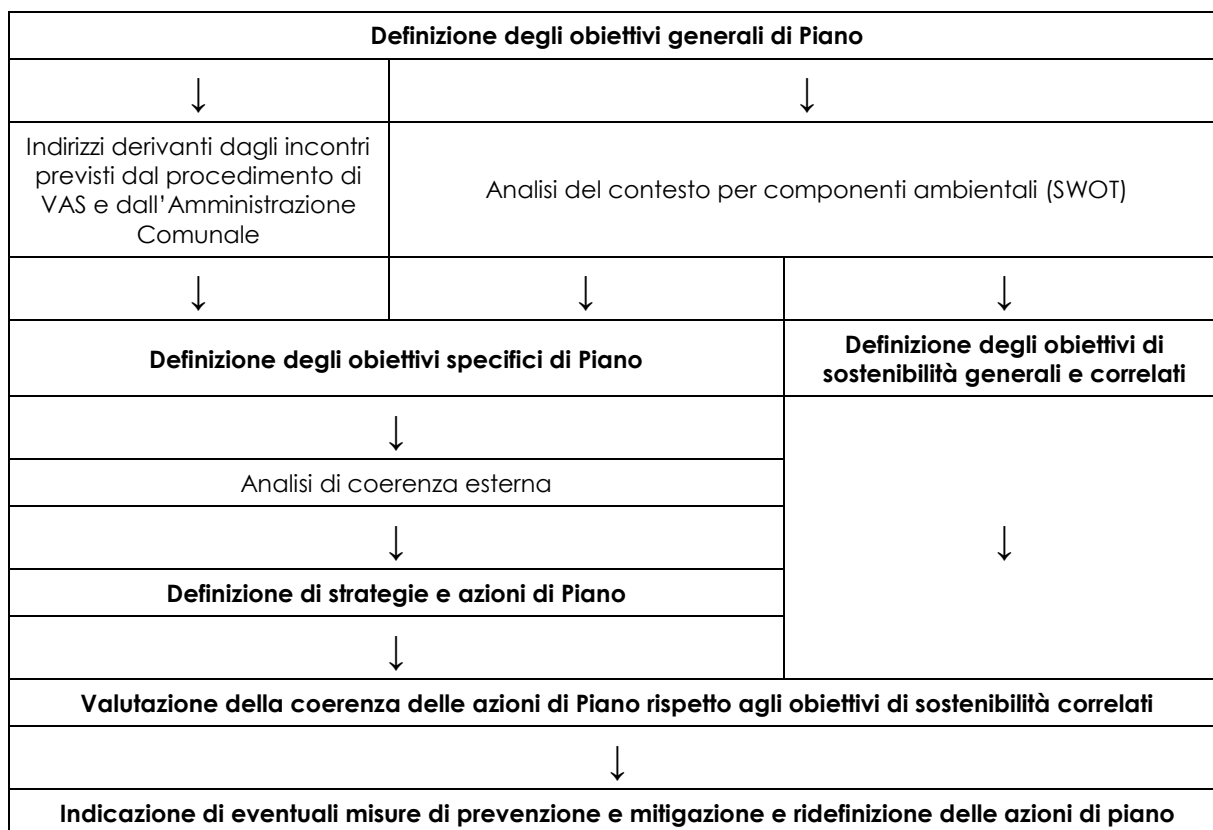 Definizione degli obiettivi generali di Piano
↓ ↓
Indirizzi derivanti dagli incontri
previsti dal procedimento di
VAS e dall’Amministrazione
Comunale
Analisi del contesto per componenti ambientali (SWOT)
↓ ↓ ↓
Definizione degli obiettivi specifici di Piano
Definizione degli obiettivi di
sostenibilità generali e correlati
↓
Analisi di coerenza esterna
↓ ↓
Definizione di strategie e azioni di Piano
↓
Valutazione della coerenza delle azioni di Piano rispetto agli obiettivi di sostenibilità correlati
↓
Indicazione di eventuali misure di prevenzione e mitigazione e ridefinizione delle azioni di piano